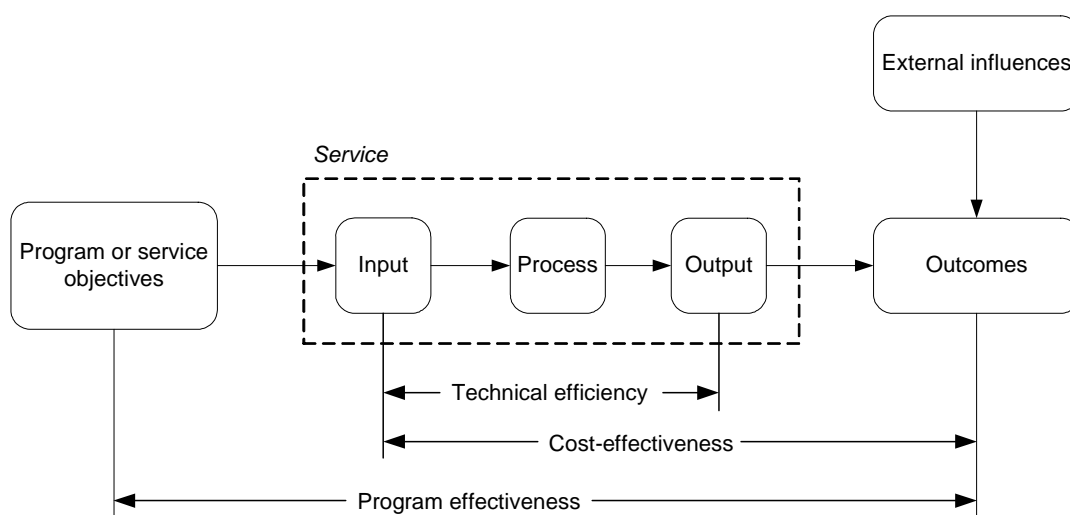 External influences
Service
Program or service
objectives
Input
Process
Output
Outcomes
Technical efficiency
Cost-effectiveness
Program effectiveness